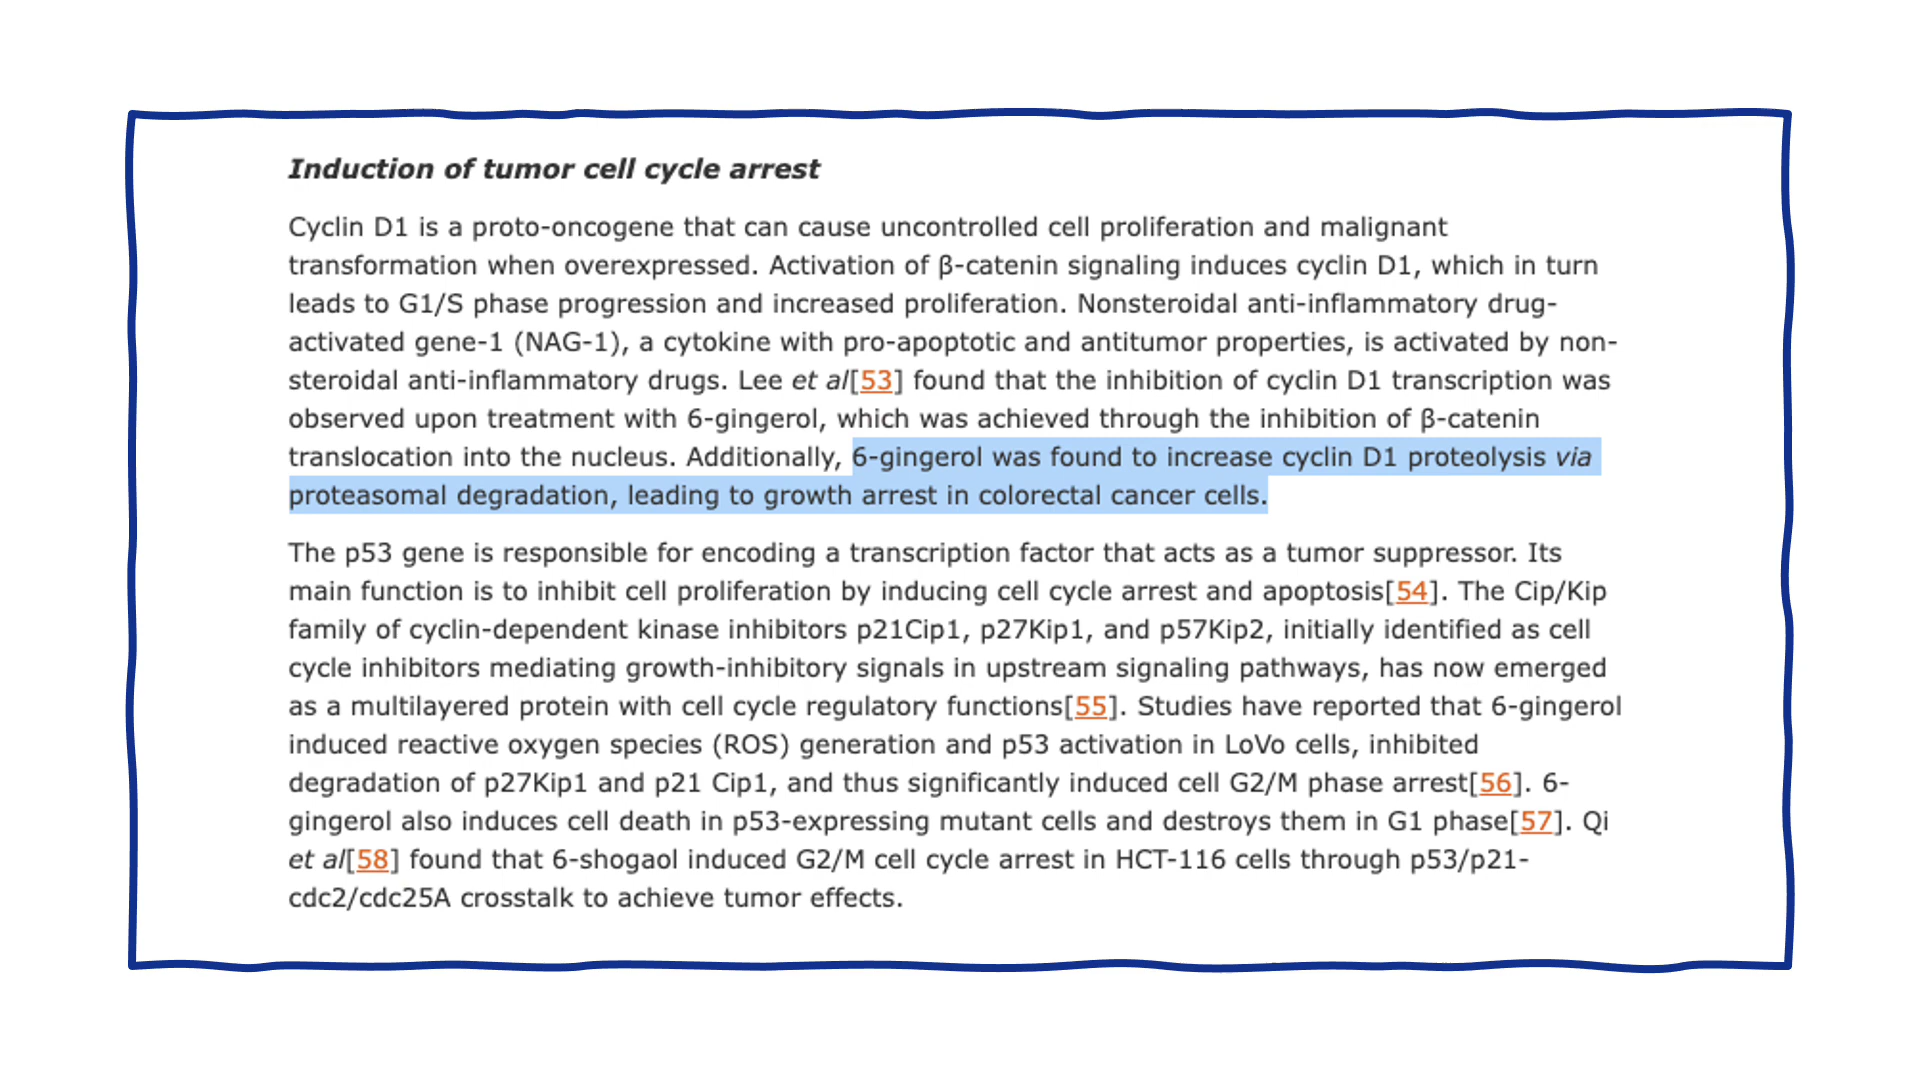 Induction of tumor cell cycle arrest
Cyclin D1 is a proto-oncogene that can cause uncontrolled cell proliferation and malignant
transformation when overexpressed. Activation of β-catenin signaling induces cyclin D1, which in turn
leads to G1/S phase progression and increased proliferation. Nonsteroidal anti-inflammatory drug-
activated gene-1 (NAG-1), a cytokine with pro-apoptotic and antitumor properties, is activated by non-
steroidal anti-inflammatory drugs. Lee et al[53] found that the inhibition of cyclin D1 transcription was
observed upon treatment with 6-gingerol, which was achieved through the inhibition of β-catenin
translocation into the nucleus. Additionally, 6-gingerol was found to increase cyclin D1 proteolysis via
proteasomal degradation, leading to growth arrest in colorectal cancer cells.
The p53 gene is responsible for encoding a transcription factor that acts as a tumor suppressor. Its
main function is to inhibit cell proliferation by inducing cell cycle arrest and apoptosis[54]. The Cip/Kip
family of cyclin-dependent kinase inhibitors p21Cip1, p27Kip1, and p57Kip2, initially identified as cell
cycle inhibitors mediating growth-inhibitory signals in upstream signaling pathways, has now emerged
as a multilayered protein with cell cycle regulatory functions[55]. Studies have reported that 6-gingerol
induced reactive oxygen species (ROS) generation and p53 activation in LoVo cells, inhibited
degradation of p27Kip1 and p21 Cip1, and thus significantly induced cell G2/M phase arrest[56]. 6-
gingerol also induces cell death in p53-expressing mutant cells and destroys them in G1 phase[57]. Qi
et al[58] found that 6-shogaol induced G2/M cell cycle arrest in HCT-116 cells through p53/p21-
cdc2/cdc25A crosstalk to achieve tumor effects.